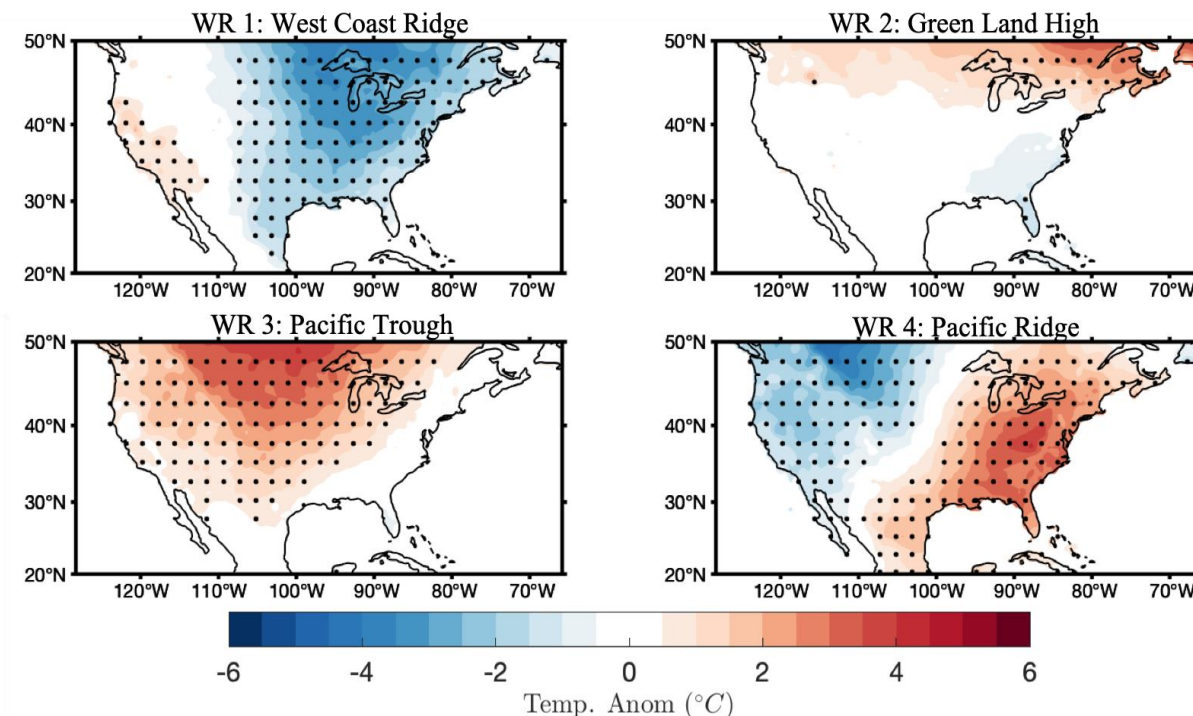 WR 1: West Coast Ridge
WR 2: Green Land High
50°N
40°N
30°N
20°N
120°W 110°W 100°W 90°W 80°W 70°W
50°N
40°N
30°N
20°N
120°W 110°W 100°W 90°W 80°W 70°W
WR 3: Pacific Trough
WR 4: Pacific Ridge
50°N
40°N
30°N
20°N
120°W 110°W 100°W 90°W 80°W 70°W
50°N
40°N
30°N
20°N
120°W 110°W 100°W 90°W 80°W 70°W
-6 -4 -2 0 2 4 6
Temp. Anom (°C)